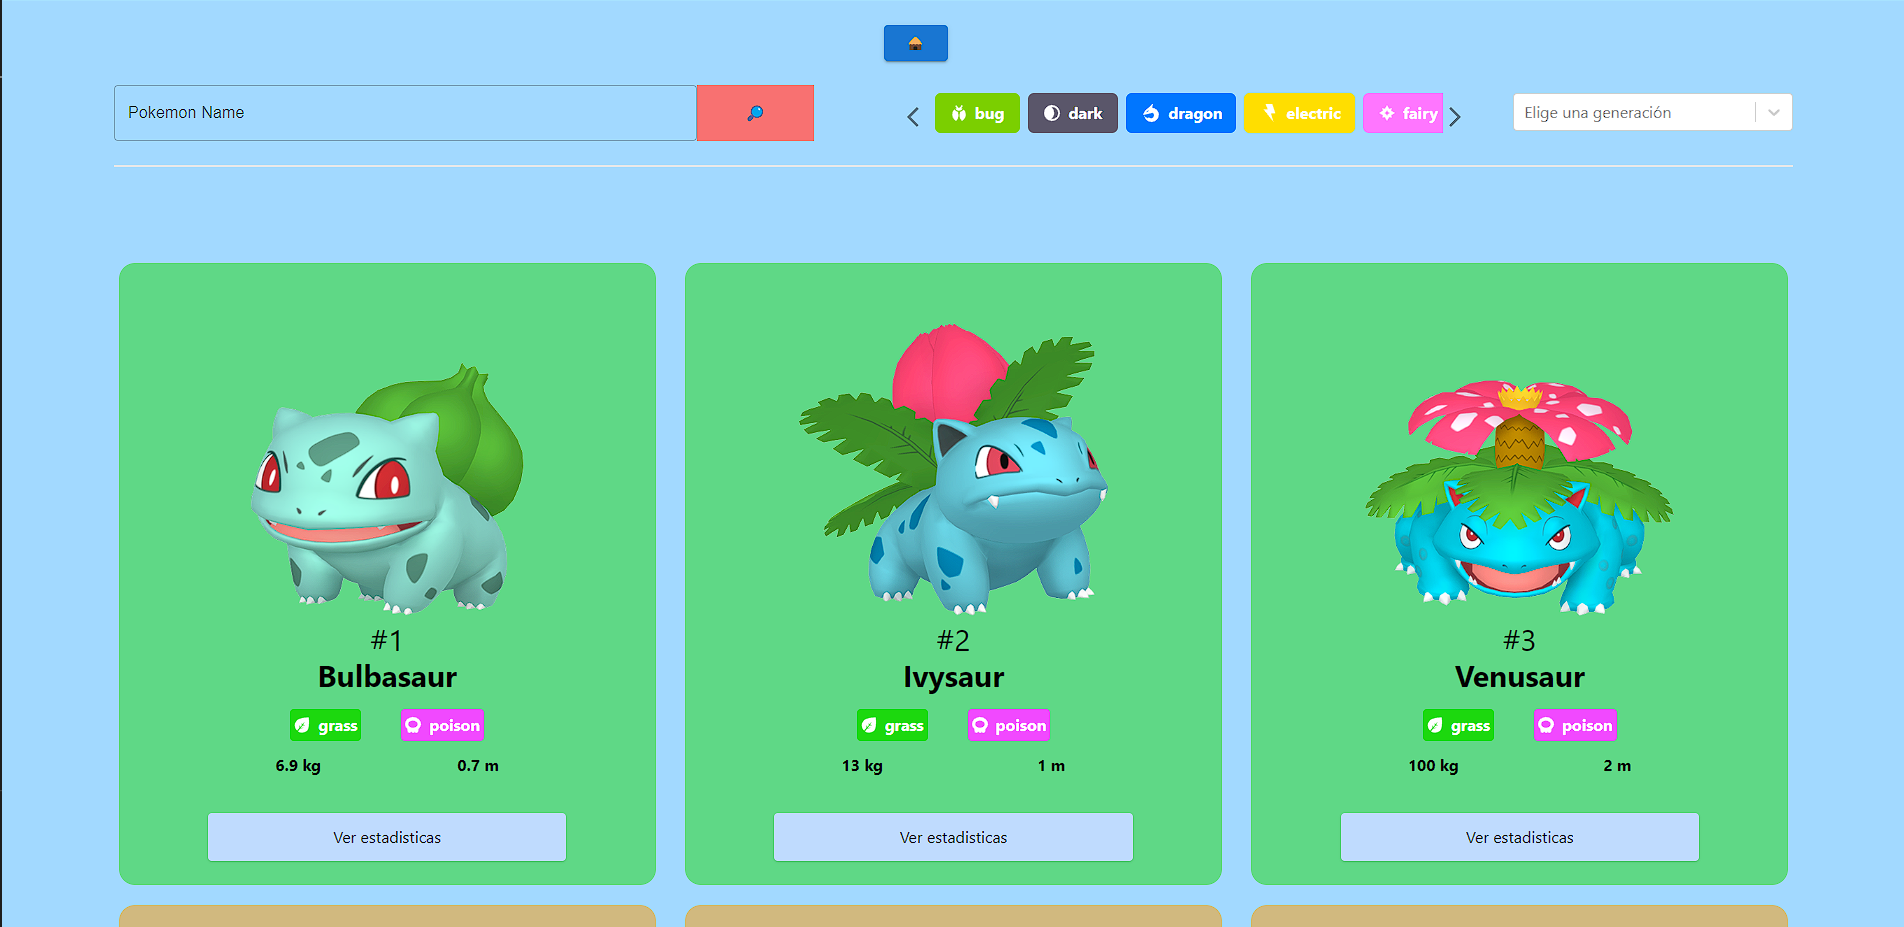 Pokemon Name
bug dark dragon electric fairy
Elige una generación
#1
Bulbasaur
grass poison
6.9 kg 0.7 m
Ver estadisticas
#2
Ivysaur
grass poison
13 kg 1 m
Ver estadisticas
#3
Venusaur
grass poison
100 kg 2 m
Ver estadisticas